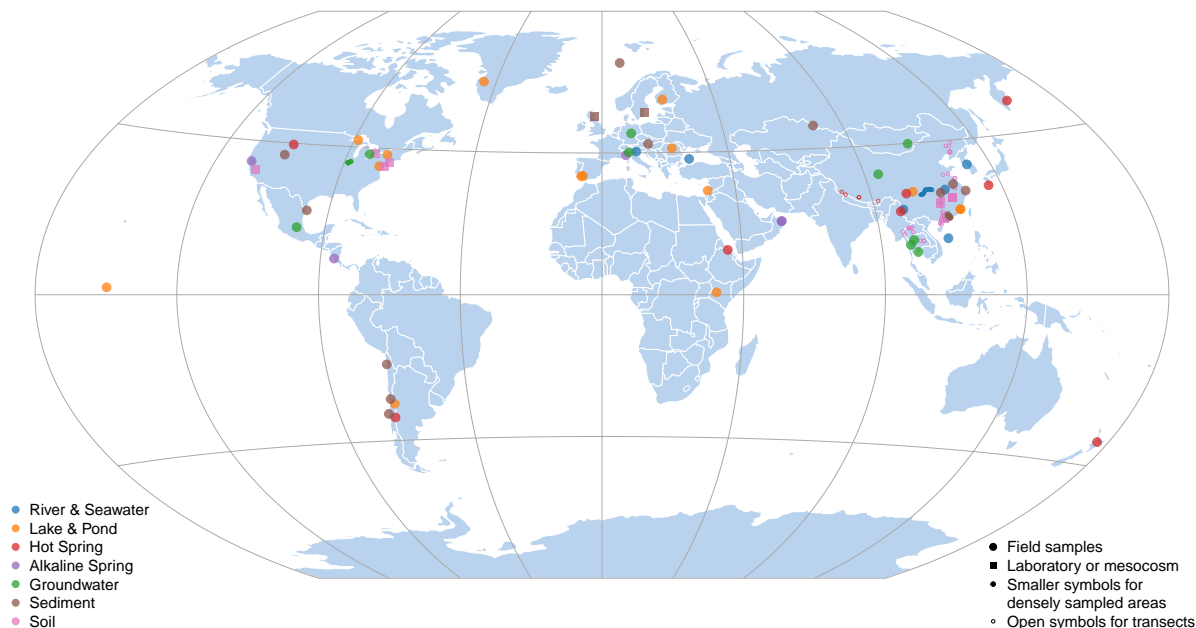 River & Seawater
Lake & Pond
Hot Spring
Alkaline Spring
Groundwater
Sediment
Soil
Field samples
Laboratory or mesocosm
Smaller symbols for
densely sampled areas
Open symbols for transects